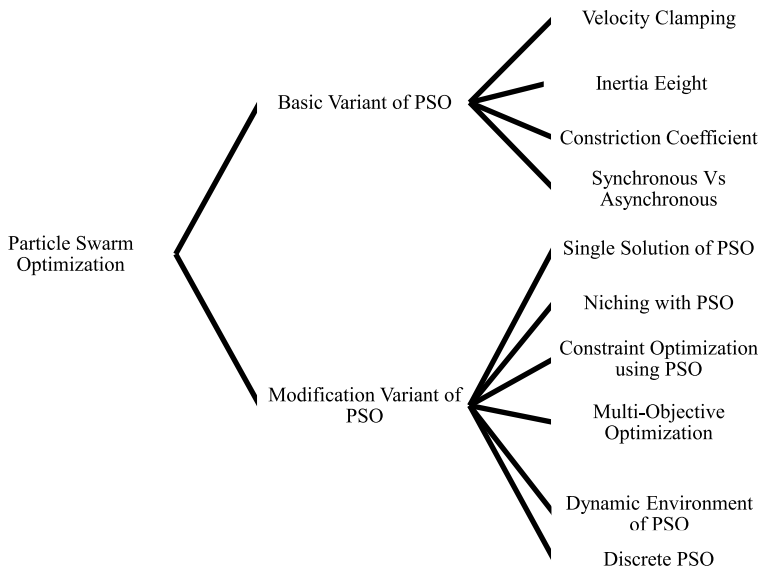 Particle Swarm
Optimization
Basic Variant of PSO
Velocity Clamping
Inertia Eeight
Constriction Coefficient
Synchronous Vs
Asynchronous
Modification Variant of
PSO
Single Solution of PSO
Niching with PSO
Constraint Optimization
using PSO
Multi-Objective
Optimization
Dynamic Environment
of PSO
Discrete PSO